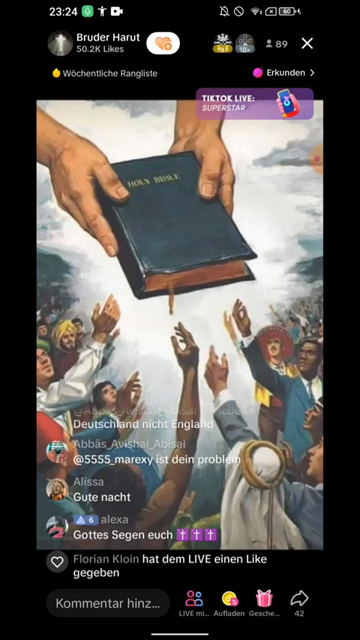 23:24
60
Bruder Harut
50.2K Likes
89
Wöchentliche Rangliste
Erkunden
TIKTOK LIVE:
SUPERSTAR
HOLY BIBLE
Deutschland nicht England
Abbās_Avishai_Abisai
@5555_marexy ist dein problem
Alissa
Gute nacht
6 alexa
Gottes Segen euch ✝️✝️✝️
Florian Kloin hat dem LIVE einen Like
gegeben
Kommentar hinz...
LIVE mi...
Aufladen
Gesche...
42